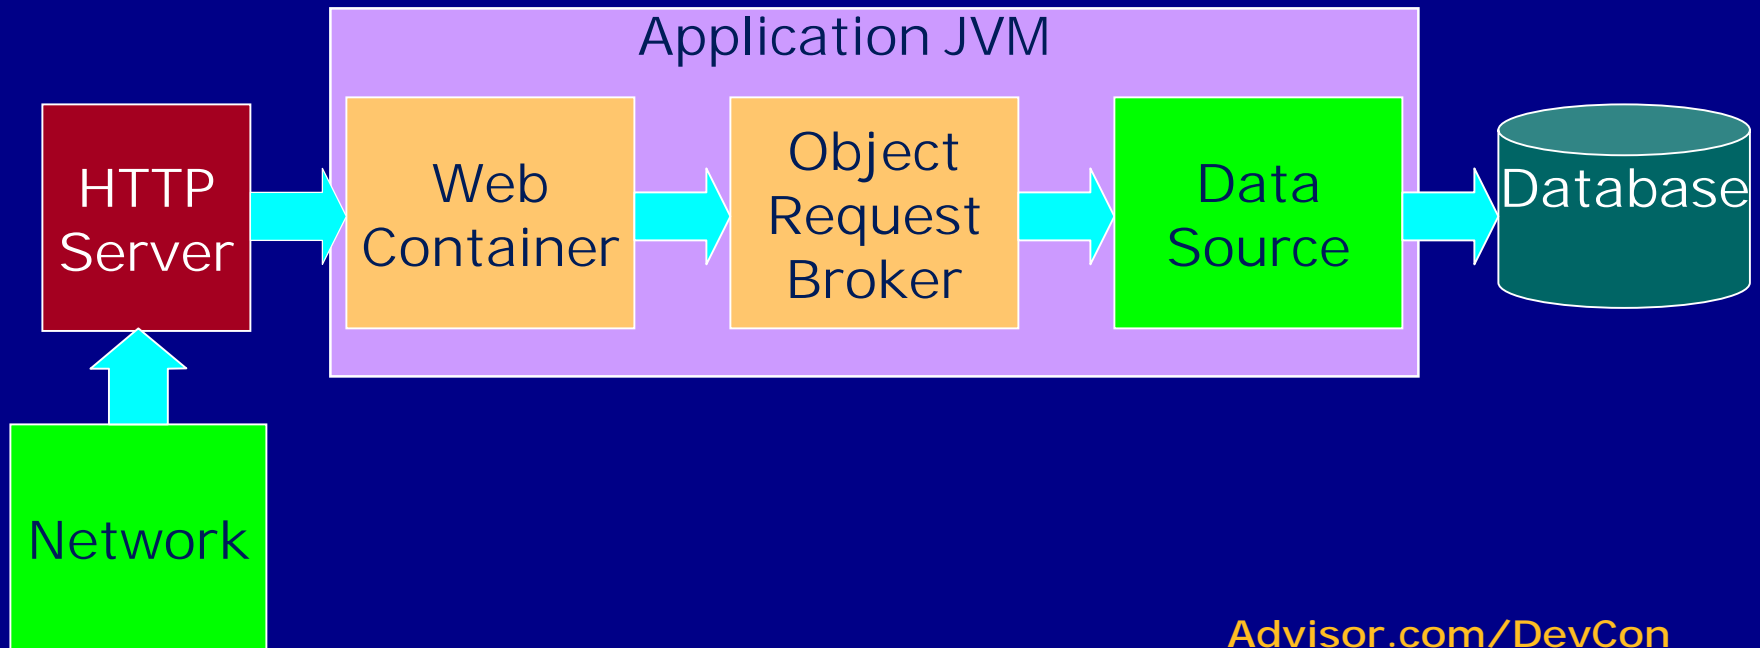 Application JVM
HTTP
Server
Web
Container
Object
Request
Broker
Data
Source
Database
Network
Advisor.com/DevCon